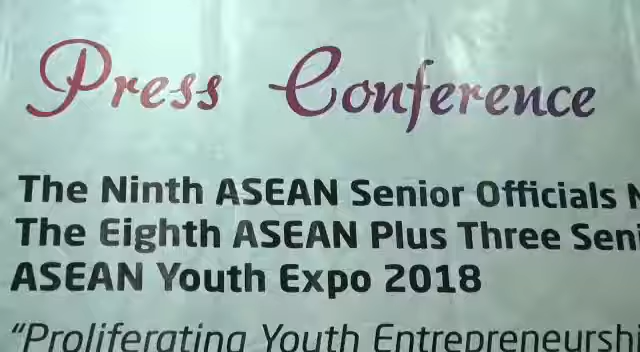 Press Conference
The Ninth ASEAN Senior Officials
The Eighth ASEAN Plus Three Seni
ASEAN Youth Expo 2018
“Proliferating Youth Entrepreneurshi